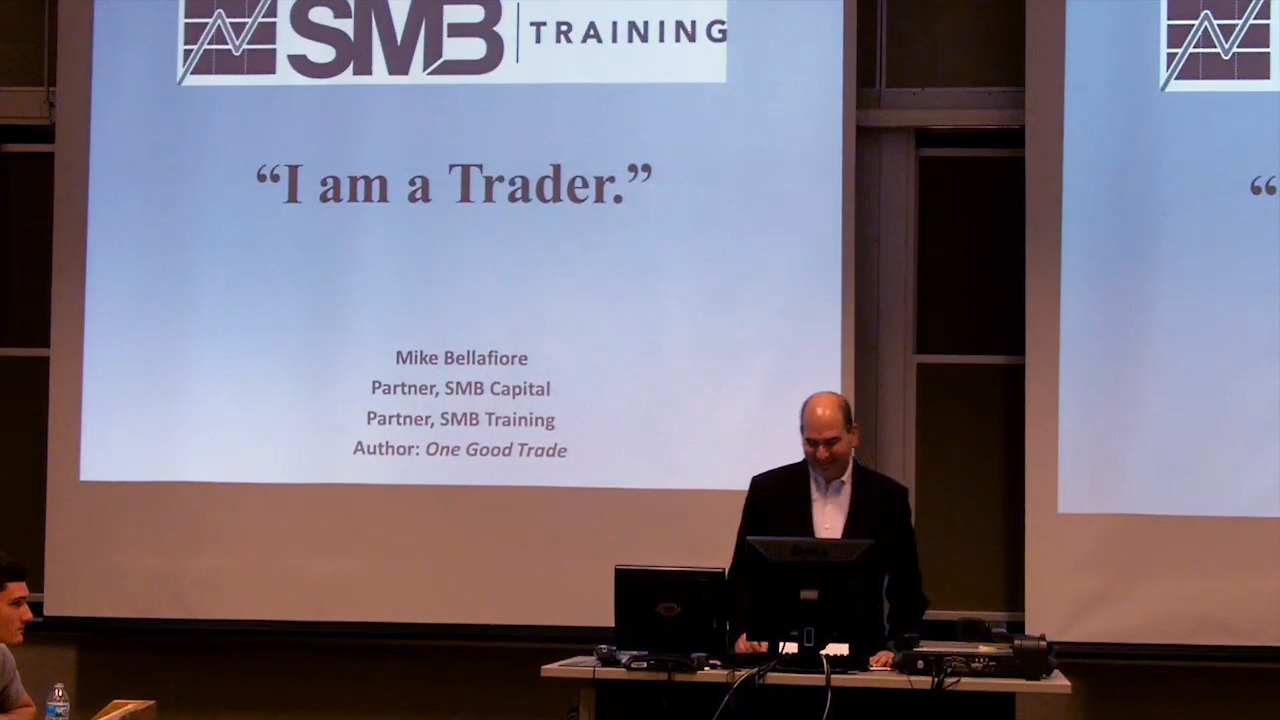 SMB TRAINING
“I am a Trader.”
Mike Bellafiore
Partner, SMB Capital
Partner, SMB Training
Author: One Good Trade
“